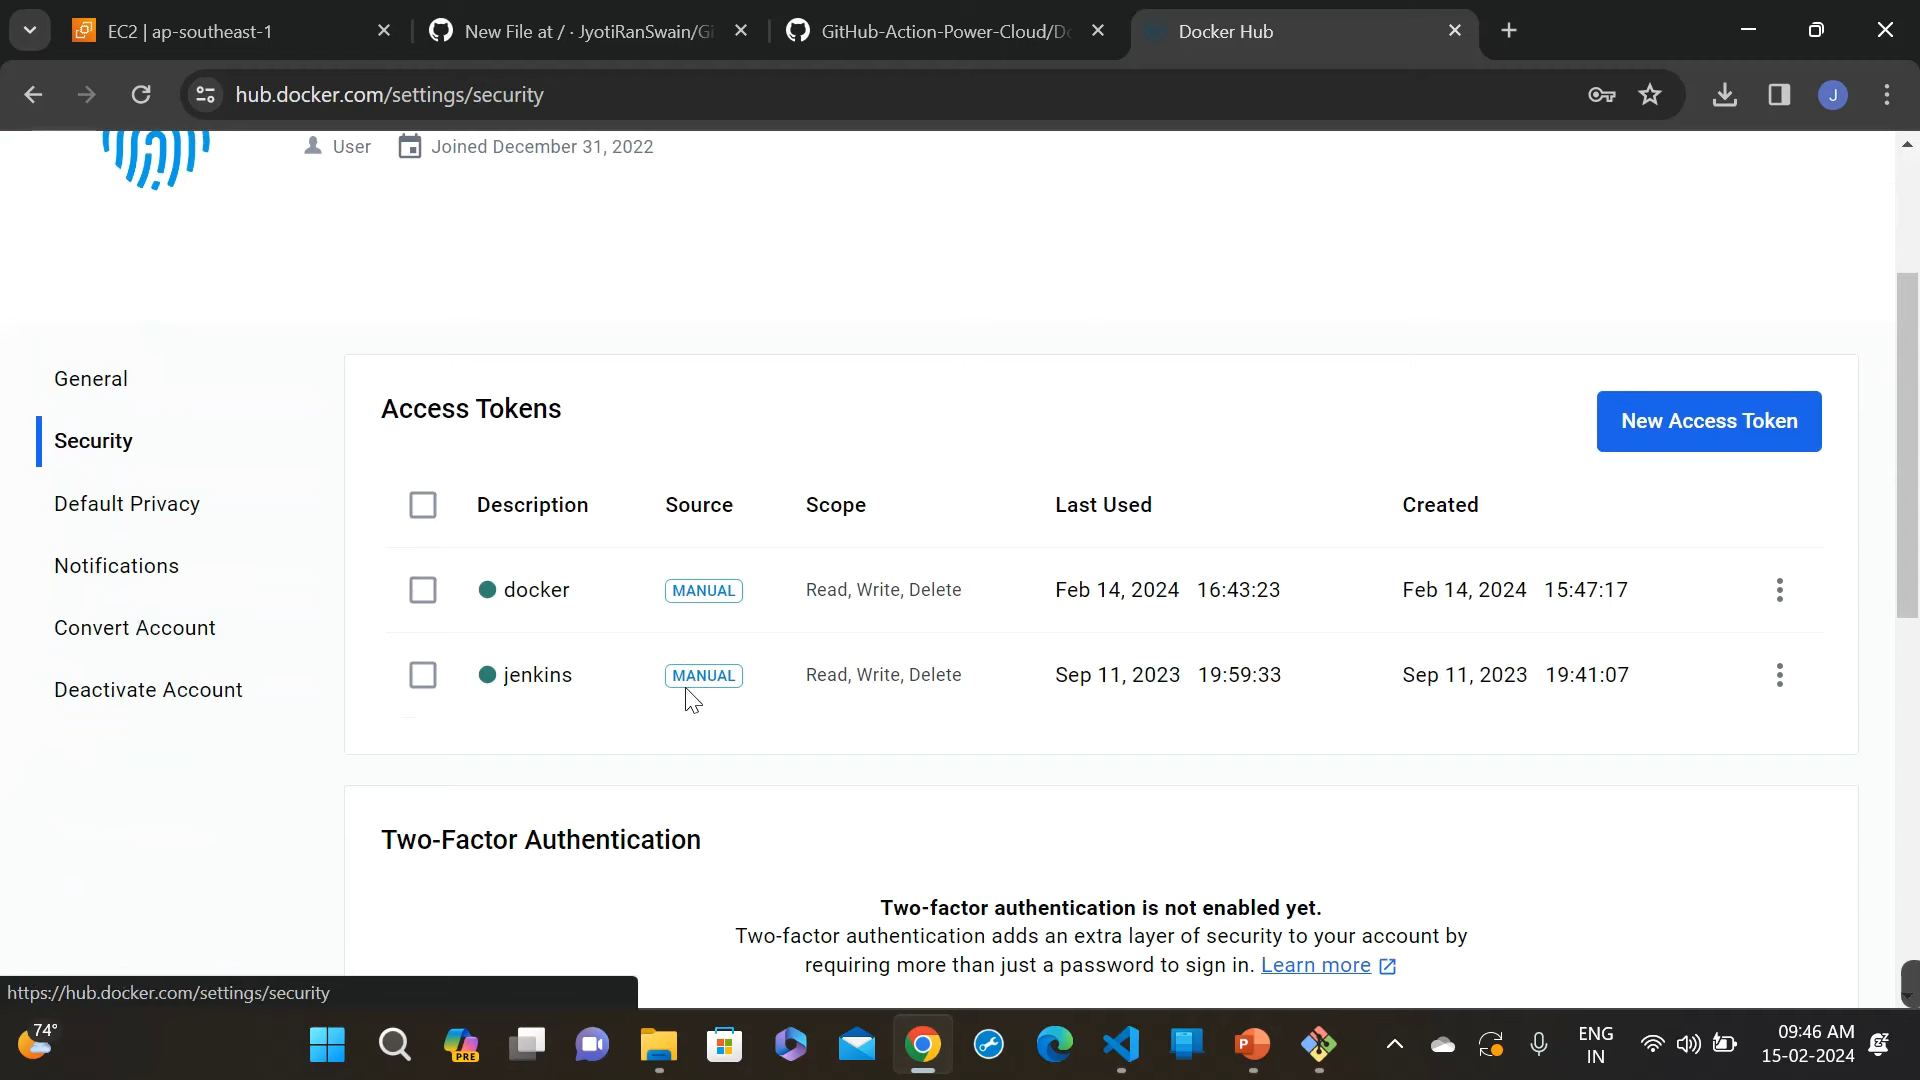 EC2 | ap-southeast-1
New File at / · JyotiRanSwain/Gi
GitHub-Action-Power-Cloud/Do
Docker Hub
hub.docker.com/settings/security
J
User Joined December 31, 2022
General
Security
Default Privacy
Notifications
Convert Account
Deactivate Account
Access Tokens
New Access Token
Description Source Scope Last Used Created
docker MANUAL Read, Write, Delete Feb 14, 2024 16:43:23 Feb 14, 2024 15:47:17
jenkins MANUAL Read, Write, Delete Sep 11, 2023 19:59:33 Sep 11, 2023 19:41:07
Two-Factor Authentication
Two-factor authentication is not enabled yet.
Two-factor authentication adds an extra layer of security to your account by
requiring more than just a password to sign in. Learn more
https://hub.docker.com/settings/security
74°
PRE
ENG
IN
09:46 AM
15-02-2024